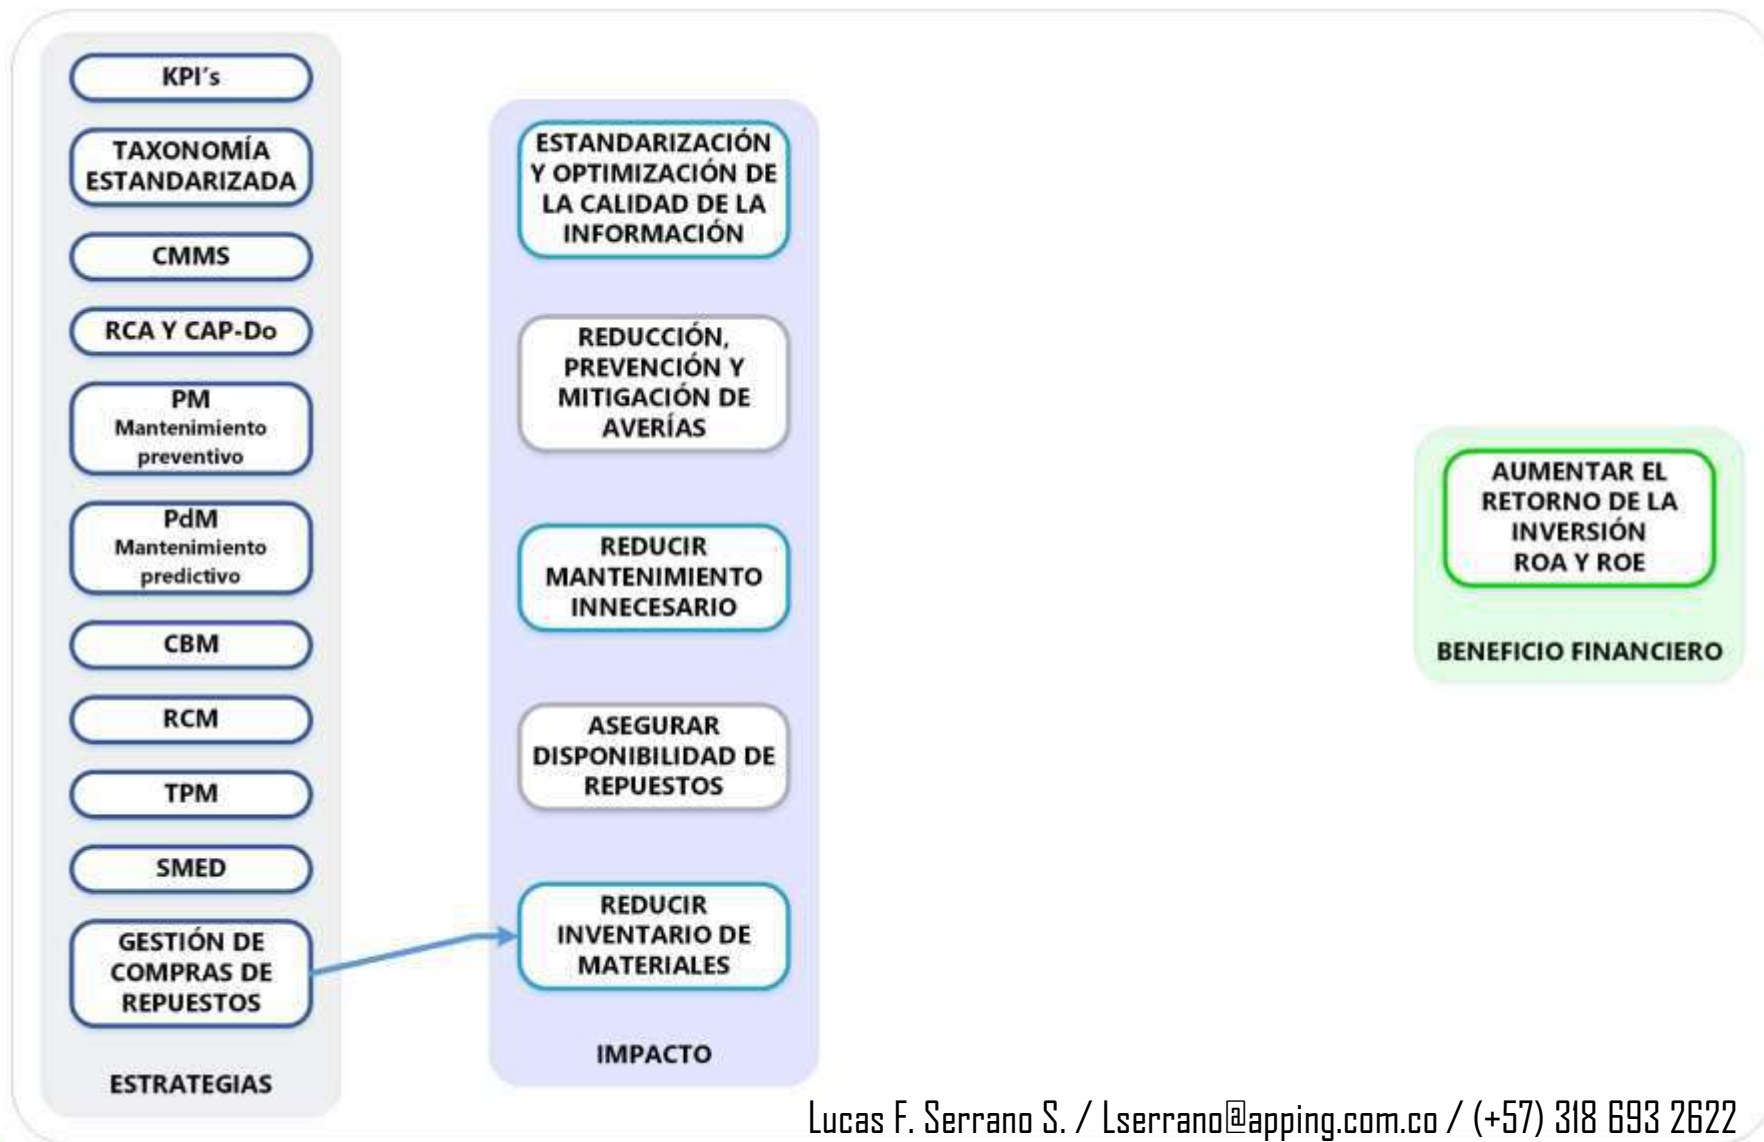 KPI´s
TAXONOMÍA
ESTANDARIZADA
CMMS
RCA Y CAP-Do
PM
Mantenimiento
preventivo
PdM
Mantenimiento
predictivo
CBM
RCM
TPM
SMED
GESTIÓN DE
COMPRAS DE
REPUESTOS
ESTRATEGIAS
ESTANDARIZACIÓN
Y OPTIMIZACIÓN DE
LA CALIDAD DE LA
INFORMACIÓN
REDUCCIÓN,
PREVENCIÓN Y
MITIGACIÓN DE
AVERÍAS
REDUCIR
MANTENIMIENTO
INNECESARIO
ASEGURAR
DISPONIBILIDAD DE
REPUESTOS
REDUCIR
INVENTARIO DE
MATERIALES
IMPACTO
AUMENTAR EL
RETORNO DE LA
INVERSIÓN
ROA Y ROE
BENEFICIO FINANCIERO
Lucas F. Serrano S. / Lserrano@apping.com.co / (+57) 318 693 2622